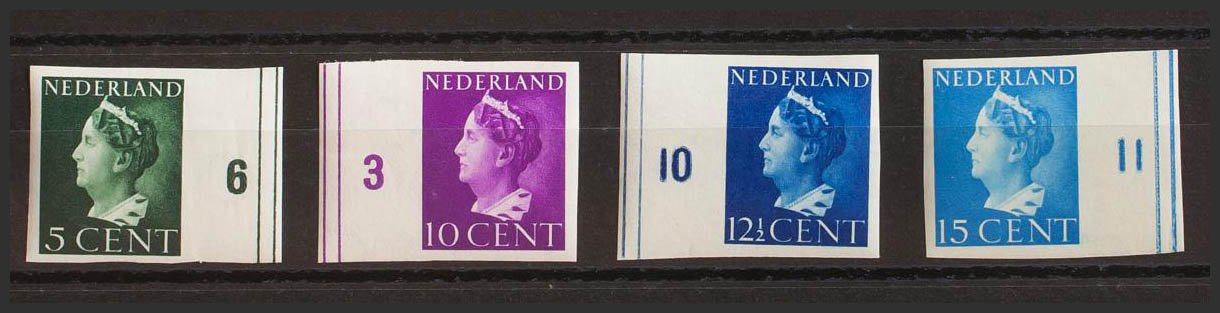 NEDERLAND
6
5 CENT
NEDERLAND
3
10 CENT
NEDERLAND
10
12½ CENT
NEDERLAND
11
15 CENT